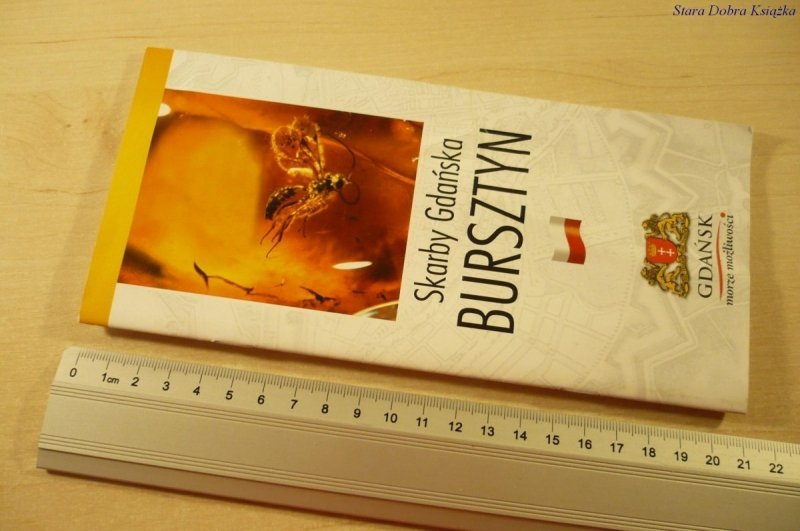 Stara Dobra Książka
Skarby Gdańska
BURSZTYN
GDAŃSK
morze możliwości
0 1cm 2 3 4 5 6 7 8 9 10 11 12 13 14 15 16 17 18 19 20 21 22